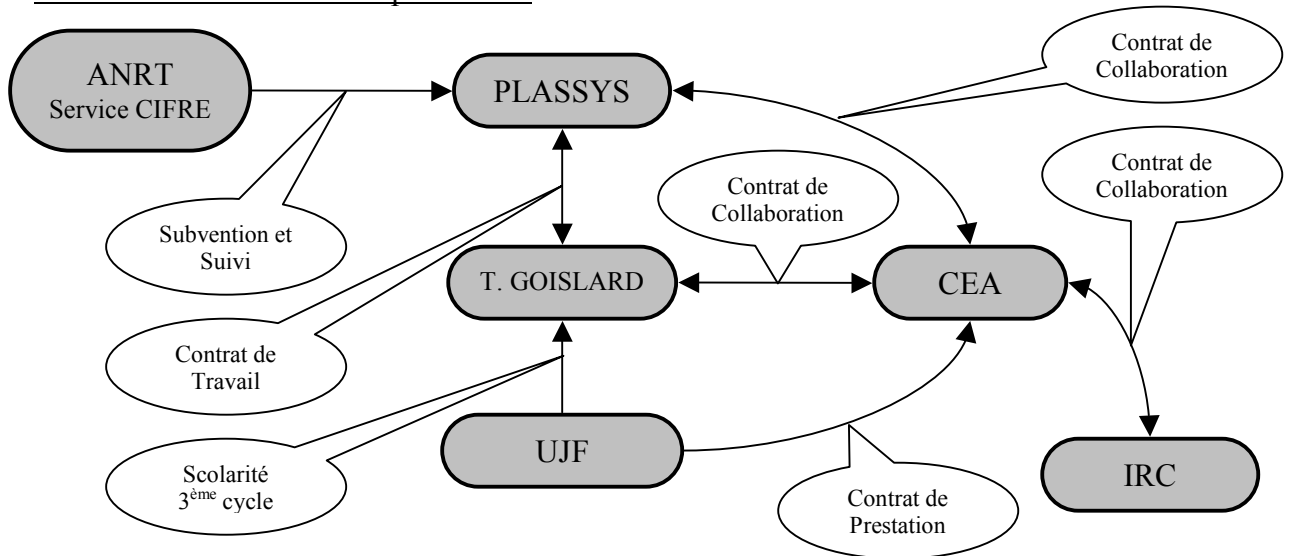 Contrat de
Collaboration
ANRT
Service CIFRE
PLASSYS
Contrat de
Collaboration
Contrat de
Collaboration
Subvention et
Suivi
T. GOISLARD
CEA
Contrat de
Travail
UJF
IRC
Scolarité
3ème cycle
Contrat de
Prestation